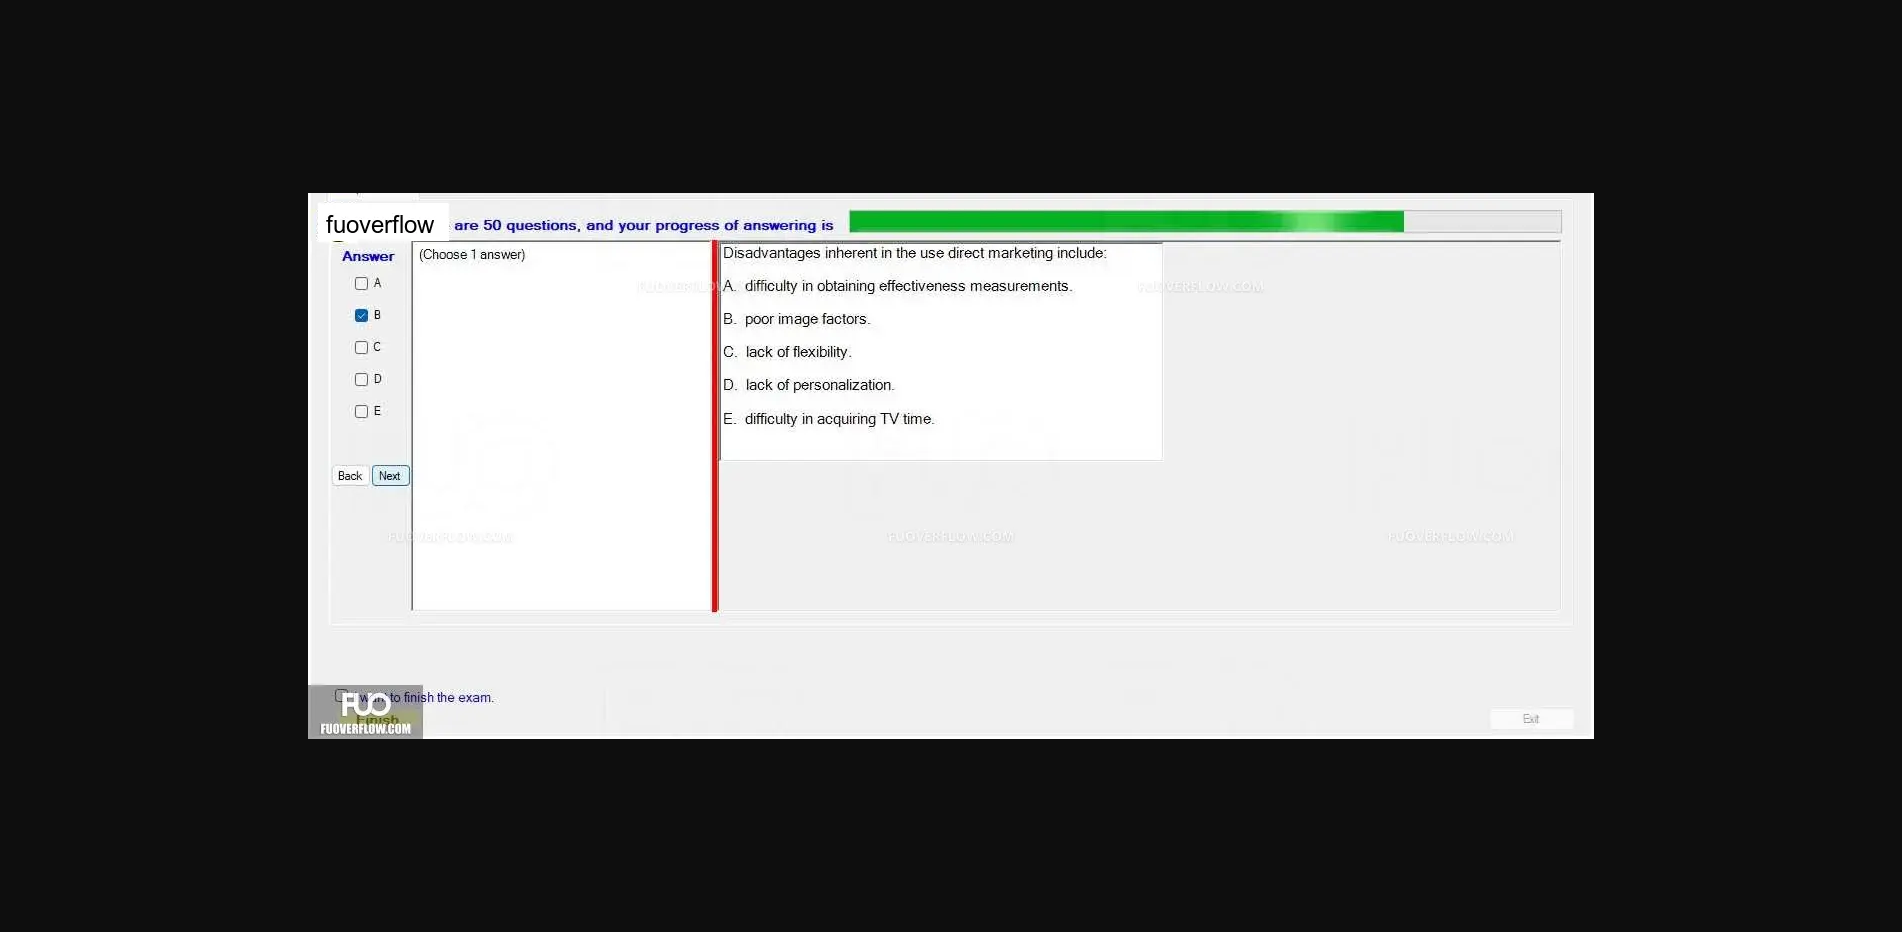 fuoverflow are 50 questions, and your progress of answering is
Answer
(Choose 1 answer)
A
B
C
D
E
Back Next
Disadvantages inherent in the use direct marketing include:
A. difficulty in obtaining effectiveness measurements.
B. poor image factors.
C. lack of flexibility.
D. lack of personalization.
E. difficulty in acquiring TV time.
FUOVERFLOW.COM
FUOVERFLOW.COM
FUOVERFLOW.COM
FUOVERFLOW.COM
I want to finish the exam.
FUO
Finish
FUOVERFLOW.COM
Exit